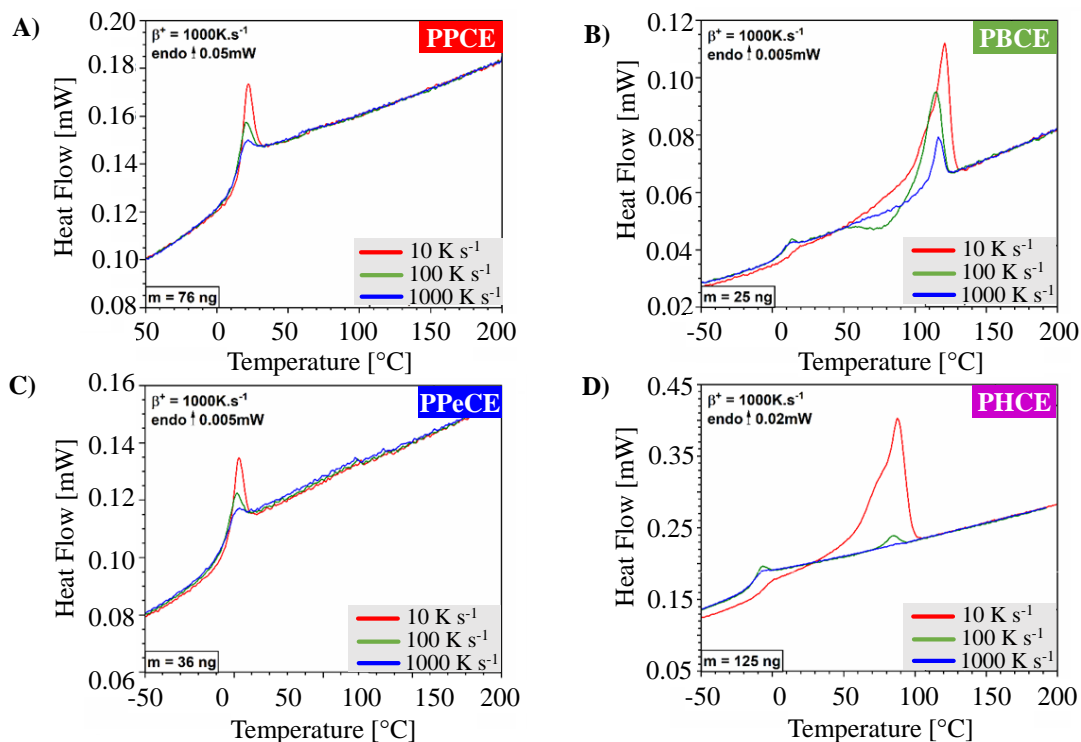 A)
PPCE
β⁺ = 1000K.s⁻¹
endo ↑ 0.05mW
Heat Flow [mW]
0.20
0.18
0.16
0.14
0.12
0.10
0.08
10 K s⁻¹
100 K s⁻¹
1000 K s⁻¹
m = 76 ng
50 0 50 100 150 200
Temperature [°C]
B)
PBCE
β⁺ = 1000K.s⁻¹
endo ↑ 0.005mW
Heat Flow [mW]
0.12
0.10
0.08
0.06
0.04
0.02
10 K s⁻¹
100 K s⁻¹
1000 K s⁻¹
m = 25 ng
-50 0 50 100 150 200
Temperature [°C]
C)
PPeCE
β⁺ = 1000K.s⁻¹
endo ↑ 0.005mW
Heat Flow [mW]
0.16
0.14
0.12
0.10
0.08
0.06
10 K s⁻¹
100 K s⁻¹
1000 K s⁻¹
m = 36 ng
-50 0 50 100 150 200
Temperature [°C]
D)
PHCE
β⁺ = 1000K.s⁻¹
endo ↑ 0.02mW
Heat Flow [mW]
0.45
0.35
0.25
0.15
0.05
10 K s⁻¹
100 K s⁻¹
1000 K s⁻¹
m = 125 ng
-50 0 50 100 150 200
Temperature [°C]